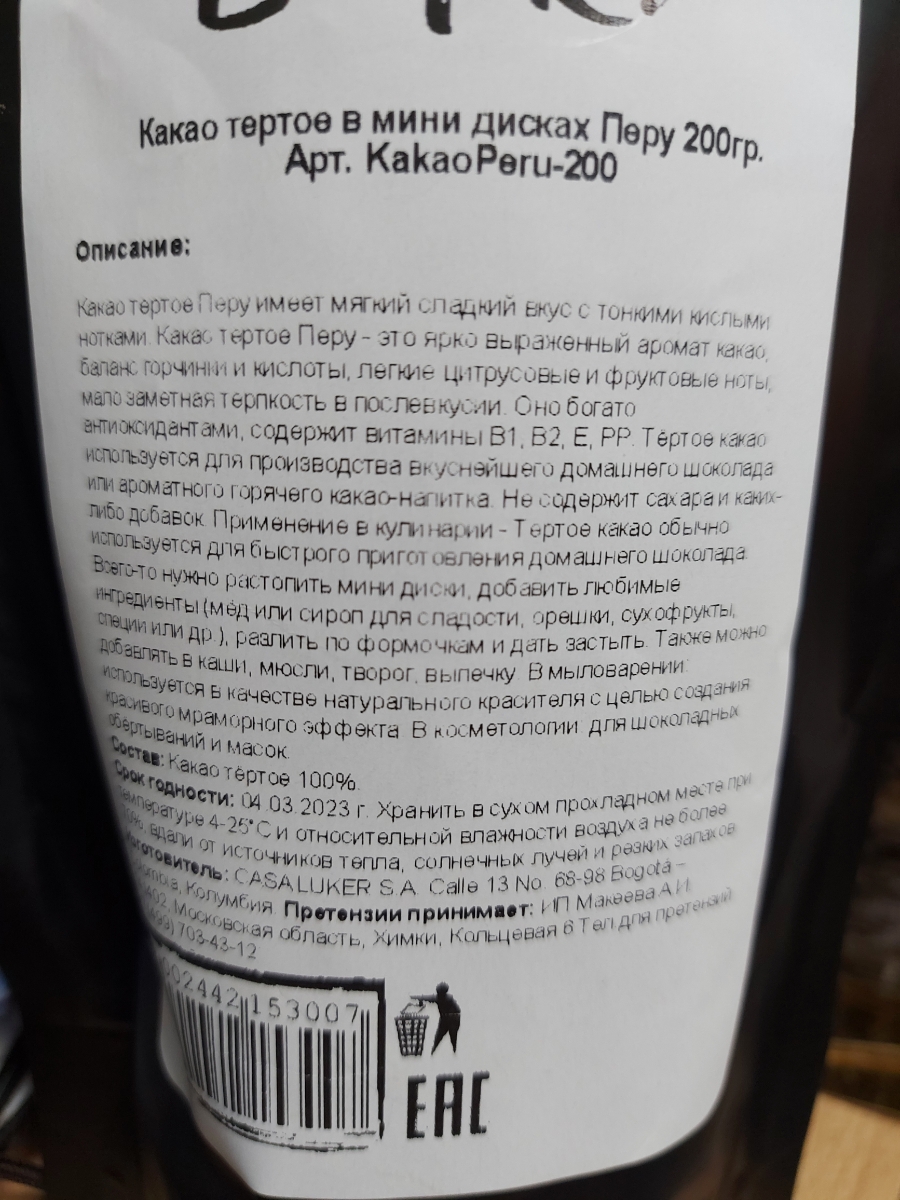 Какао тертое в мини дисках Перу 200гр.
Арт. KakaoPeru-200
Описание:
Какао тертое Перу имеет мягкий сладкий вкус с тонкими кислыми
нотками. Какао тертое Перу - это ярко выраженный аромат какао,
баланс горчинки и кислоты, легкие цитрусовые и фруктовые ноты,
мало заметная терпкость в послевкусии. Оно богато
антиоксидантами, содержит витамины В1, В2, Е, РР. Тёртое какао
используется для производства вкуснейшего домашнего шоколада
или ароматного горячего какао-напитка. Не содержит сахара и каких-
либо добавок. Применение в кулинарии - Тертое какао обычно
используется для быстрого приготовления домашнего шоколада.
Всего-то нужно растопить мини диски, добавить любимые
ингредиенты (мёд или сироп для сладости, орешки, сухофрукты,
специи или др.), разлить по формочкам и дать застыть. Также можно
добавлять в каши, мюсли, творог, выпечку. В мыловарении:
используется в качестве натурального красителя с целью создания
красивого мраморного эффекта. В косметологии: для шоколадных
обёртываний и масок.
Состав: Какао тёртое 100%.
Срок годности: 04.03.2023 г. Хранить в сухом прохладном месте при
температуре 4-25°С и относительной влажности воздуха не более
вдали от источников тепла, солнечных лучей и резких запахов.
Изготовитель: CASALUKER S.A. Calle 13 No. 68-98 Bogotá –
Колумбия. Претензии принимает: ИП Макеева А.И.
Московская область, Химки, Кольцевая 6 Тел для претензий
703-43-12
02442 153007
EAC